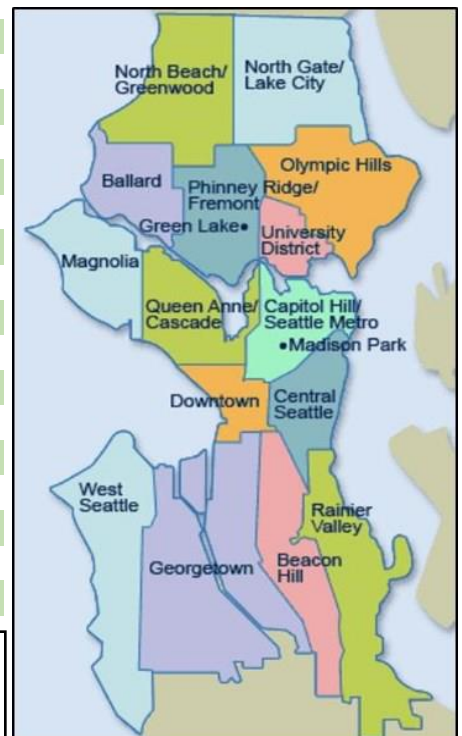 North Beach/
Greenwood
North Gate/
Lake City
Ballard
Phinney Ridge/
Fremont
Olympic Hills
Green Lake
University
District
Magnolia
Queen Anne/
Cascade
Capitol Hill/
Seattle Metro
Madison Park
Downtown
Central
Seattle
West
Seattle
Rainier
Valley
Georgetown
Beacon
Hill